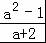 a² − 1
a+2